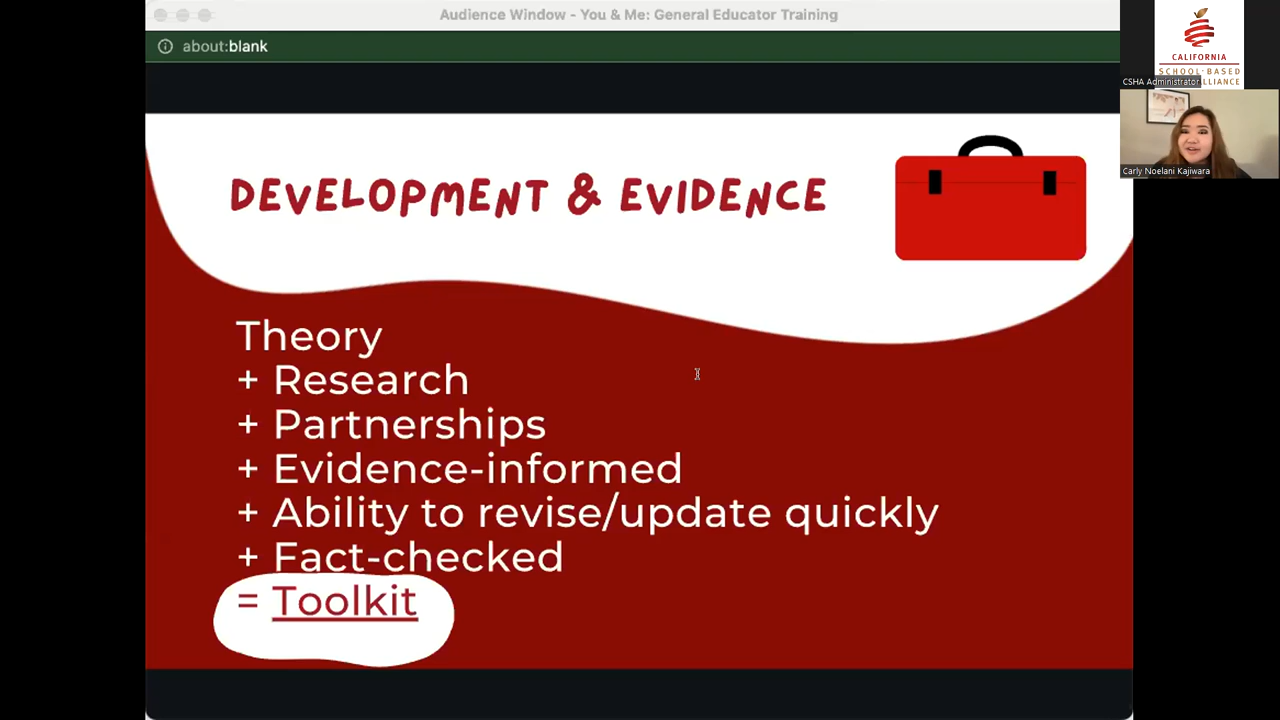 Audience Window - You & Me: General Educator Training
about:blank
DEVELOPMENT & EVIDENCE
Theory
+ Research
+ Partnerships
+ Evidence-informed
+ Ability to revise/update quickly
+ Fact-checked
= Toolkit
CALIFORNIA
SCHOOL-BASED
CSHA Administrator
LLIANCE
Carly Noelani Kajiwara